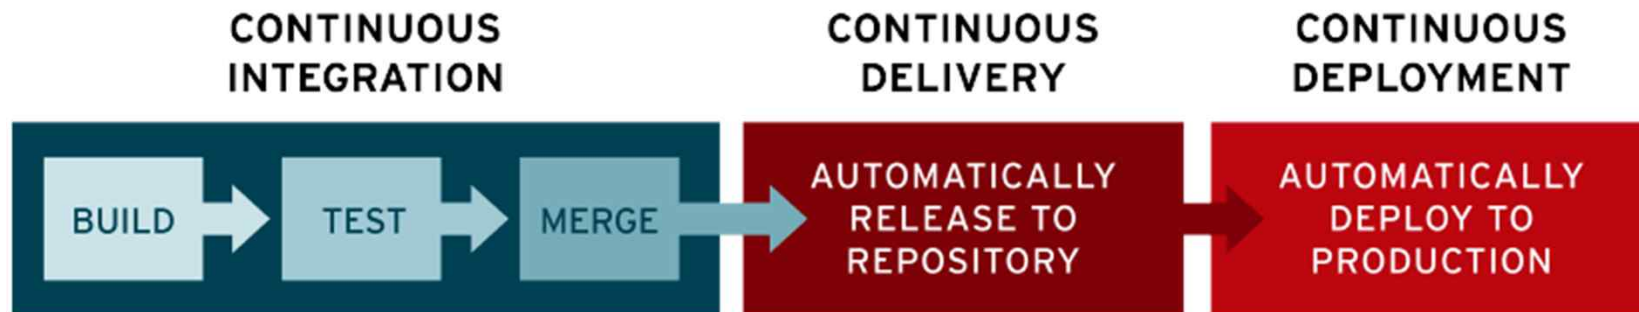 CONTINUOUS
INTEGRATION
BUILD
TEST
MERGE
CONTINUOUS
DELIVERY
AUTOMATICALLY
RELEASE TO
REPOSITORY
CONTINUOUS
DEPLOYMENT
AUTOMATICALLY
DEPLOY TO
PRODUCTION